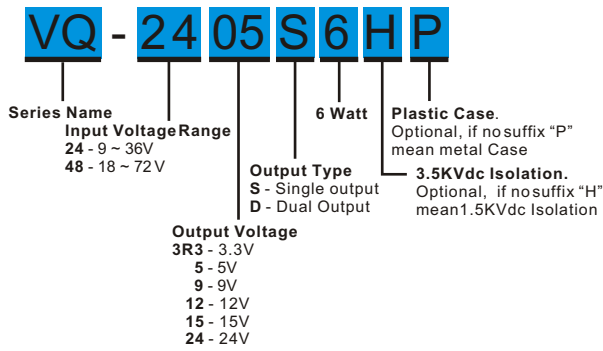 VQ - 24 05 S 6 H P
Series Name
Input Voltage Range
24 - 9 ~ 36V
48 - 18 ~ 72 V
6 Watt
Plastic Case.
Optional, if no suffix “P”
mean metal Case
Output Type
S - Single output
D - Dual Output
3.5KVdc Isolation.
Optional, if no suffix “H”
mean1.5KVdc Isolation
Output Voltage
3R3 - 3.3V
5 - 5V
9 - 9V
12 - 12V
15 - 15V
24 - 24V